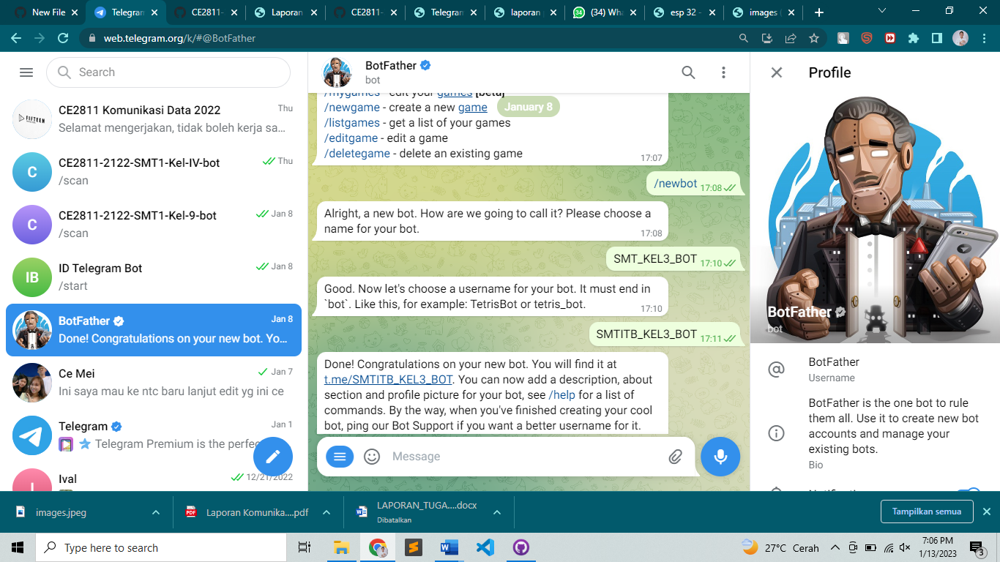 New File
Telegram
CE2811-
Laporan
CE2811-
Telegram
laporan
(34) Wha
esp 32 -
images (
web.telegram.org/k/#@BotFather
Search
CE2811 Komunikasi Data 2022
Thu
Selamat mengerjakan, tidak boleh kerja sa...
C
CE2811-2122-SMT1-Kel-IV-bot
Thu
/scan
C
CE2811-2122-SMT1-Kel-9-bot
Jan 8
/scan
IB
ID Telegram Bot
Jan 8
/start
BotFather
Jan 8
Done! Congratulations on your new bot. Yo...
Ce Mei
Jan 7
Ini saya mau ke ntc baru lanjut edit yg ini ce
Telegram
Jan 1
Telegram Premium is the perfe
Ival
12/21/2022
BotFather
bot
/mygames - edit your games [beta]
/newgame - create a new game
January 8
/listgames - get a list of your games
/editgame - edit a game
/deletegame - delete an existing game
17:07
/newbot 17:08
Alright, a new bot. How are we going to call it? Please choose a
name for your bot.
17:08
SMT_KEL3_BOT 17:10
Good. Now let's choose a username for your bot. It must end in
`bot`. Like this, for example: TetrisBot or tetris_bot.
17:10
SMTITB_KEL3_BOT 17:11
Done! Congratulations on your new bot. You will find it at
t.me/SMTITB_KEL3_BOT. You can now add a description, about
section and profile picture for your bot, see /help for a list of
commands. By the way, when you've finished creating your cool
bot, ping our Bot Support if you want a better username for it.
Message
Profile
BotFather
bot
BotFather
Username
BotFather is the one bot to rule
them all. Use it to create new bot
accounts and manage your
existing bots.
Bio
images.jpeg
PDF
Laporan Komunika....pdf
LAPORAN_TUGA....docx
Dibatalkan
Tampilkan semua
Type here to search
27°C Cerah
7:06 PM
1/13/2023
3